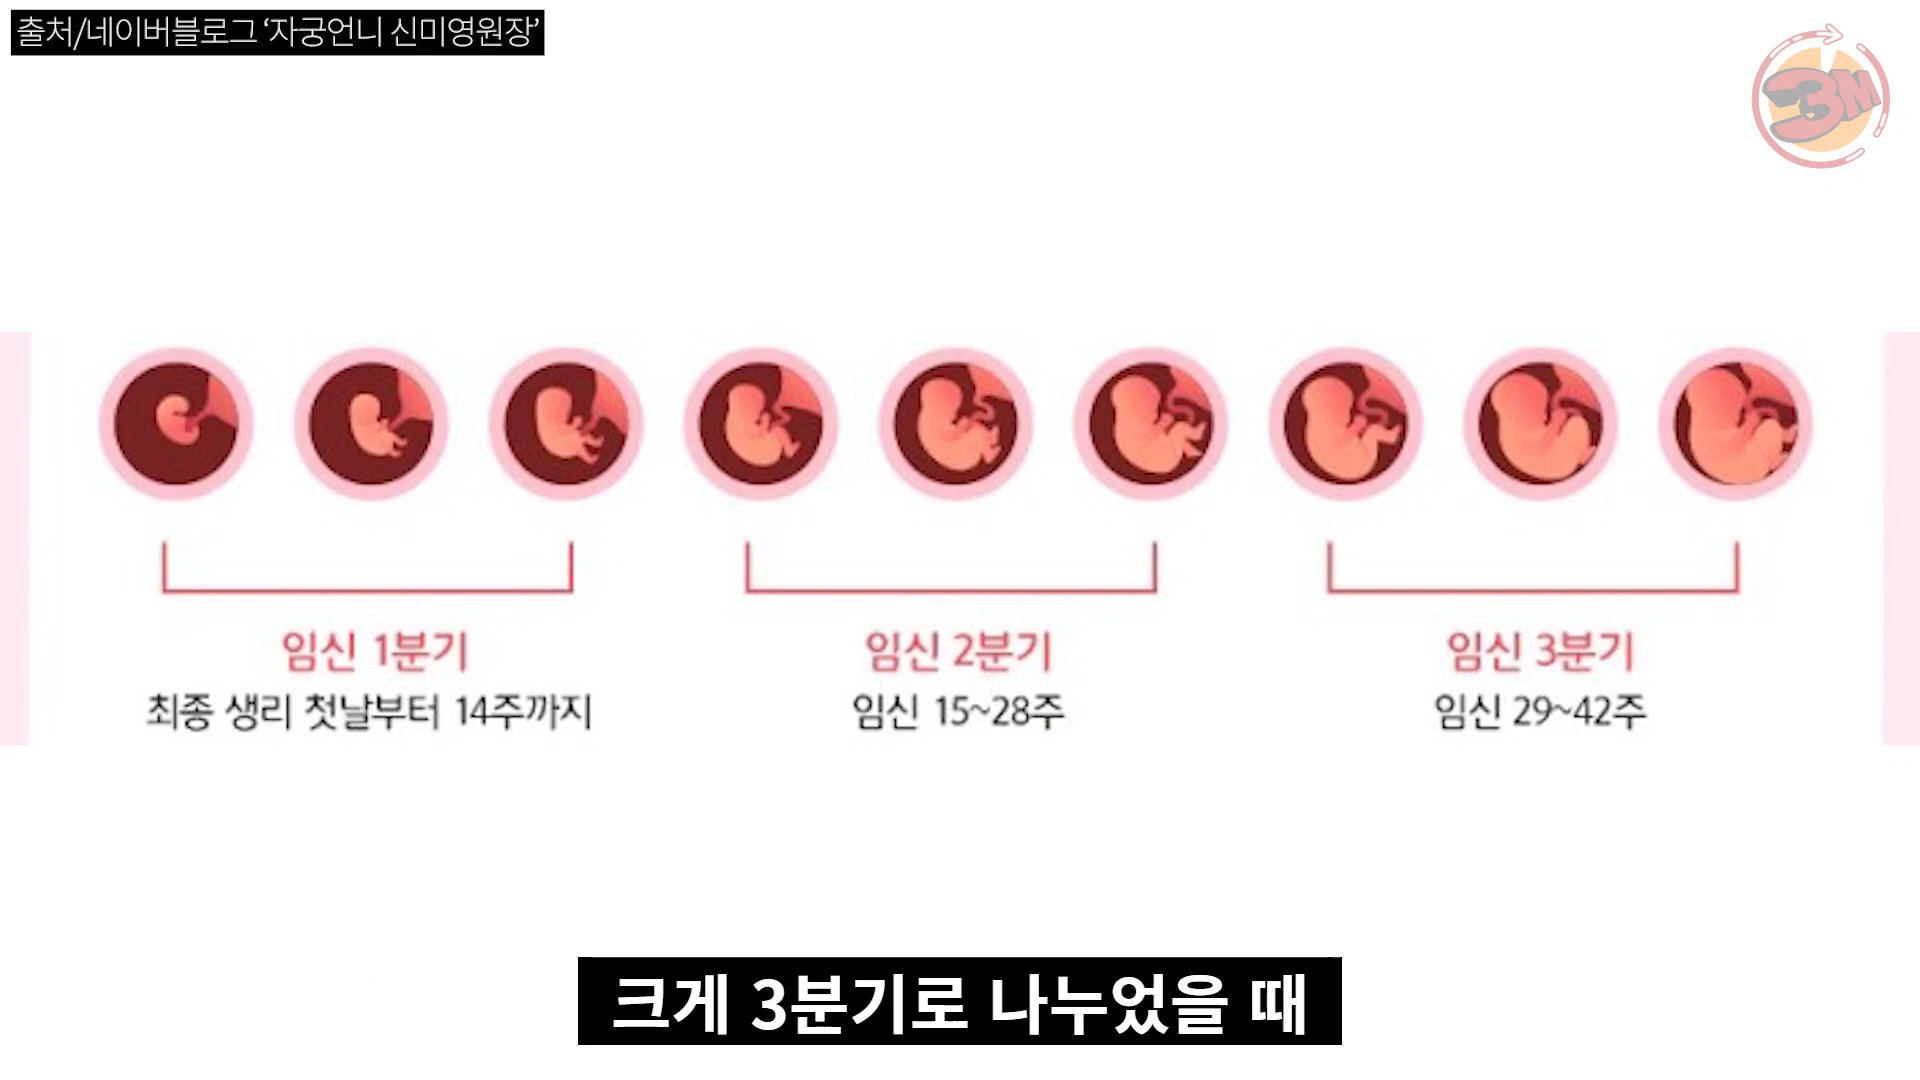 출처/네이버블로그 ‘자궁언니 신미영원장’
3M
임신 1분기
최종 생리 첫날부터 14주까지
임신 2분기
임신 15~28주
임신 3분기
임신 29~42주
크게 3분기로 나누었을 때